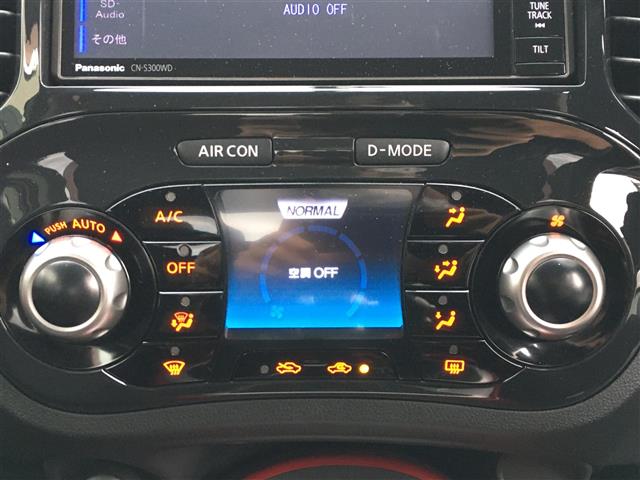 SD-
Audio
AUDIO OFF
その他
TUNE
TRACK
TILT
Panasonic CN-S300WD
AIR CON
D-MODE
NORMAL
A/C
PUSH AUTO
OFF
空調 OFF